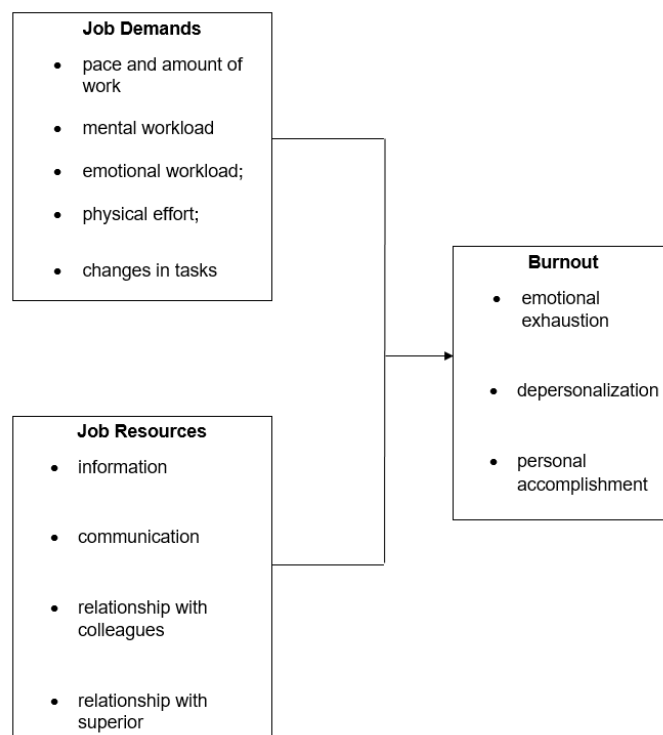 Job Demands
• pace and amount of
work
• mental workload
• emotional workload;
• physical effort;
• changes in tasks
Burnout
• emotional
exhaustion
• depersonalization
• personal
accomplishment
Job Resources
• information
• communication
• relationship with
colleagues
• relationship with
superior